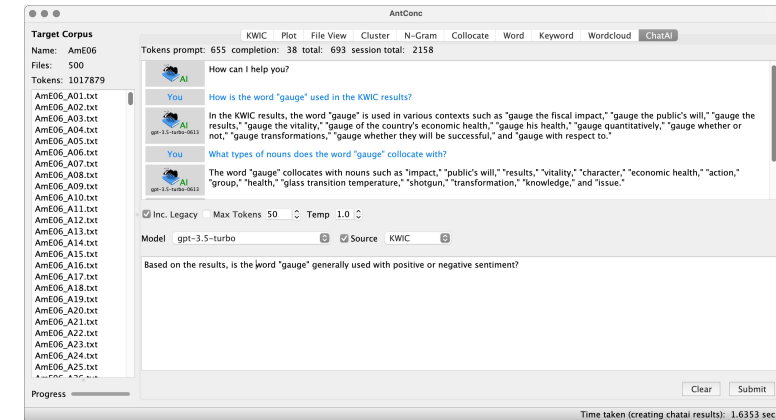 AntConc
Target Corpus
Name: AmE06
Files: 500
Tokens: 1017879
AmE06_A01.txt
AmE06_A02.txt
AmE06_A03.txt
AmE06_A04.txt
AmE06_A05.txt
AmE06_A06.txt
AmE06_A07.txt
AmE06_A08.txt
AmE06_A09.txt
AmE06_A10.txt
AmE06_A11.txt
AmE06_A12.txt
AmE06_A13.txt
AmE06_A14.txt
AmE06_A15.txt
AmE06_A16.txt
AmE06_A17.txt
AmE06_A18.txt
AmE06_A19.txt
AmE06_A20.txt
AmE06_A21.txt
AmE06_A22.txt
AmE06_A23.txt
AmE06_A24.txt
AmE06_A25.txt
AmE06_A26.txt
Progress
KWIC Plot File View Cluster N-Gram Collocate Word Keyword Wordcloud ChatAI
Tokens prompt: 655 completion: 38 total: 693 session total: 2158
AI
How can I help you?
You
How is the word "gauge" used in the KWIC results?
AI
gpt-3.5-turbo-0613
In the KWIC results, the word "gauge" is used in various contexts such as "gauge the fiscal impact," "gauge the public's will," "gauge the
results," "gauge the vitality," "gauge of the country's economic health," "gauge his health," "gauge quantitatively," "gauge whether or
not," "gauge transformations," "gauge whether they will be successful," and "gauge with respect to."
You
What types of nouns does the word "gauge" collocate with?
AI
gpt-3.5-turbo-0613
The word "gauge" collocates with nouns such as "impact," "public's will," "results," "vitality," "character," "economic health," "action,"
"group," "health," "glass transition temperature," "shotgun," "transformation," "knowledge," and "issue."
Inc. Legacy Max Tokens 50 Temp 1.0
Model gpt-3.5-turbo Source KWIC
Based on the results, is the word "gauge" generally used with positive or negative sentiment?
Clear Submit
Time taken (creating chatai results): 1.6353 sec